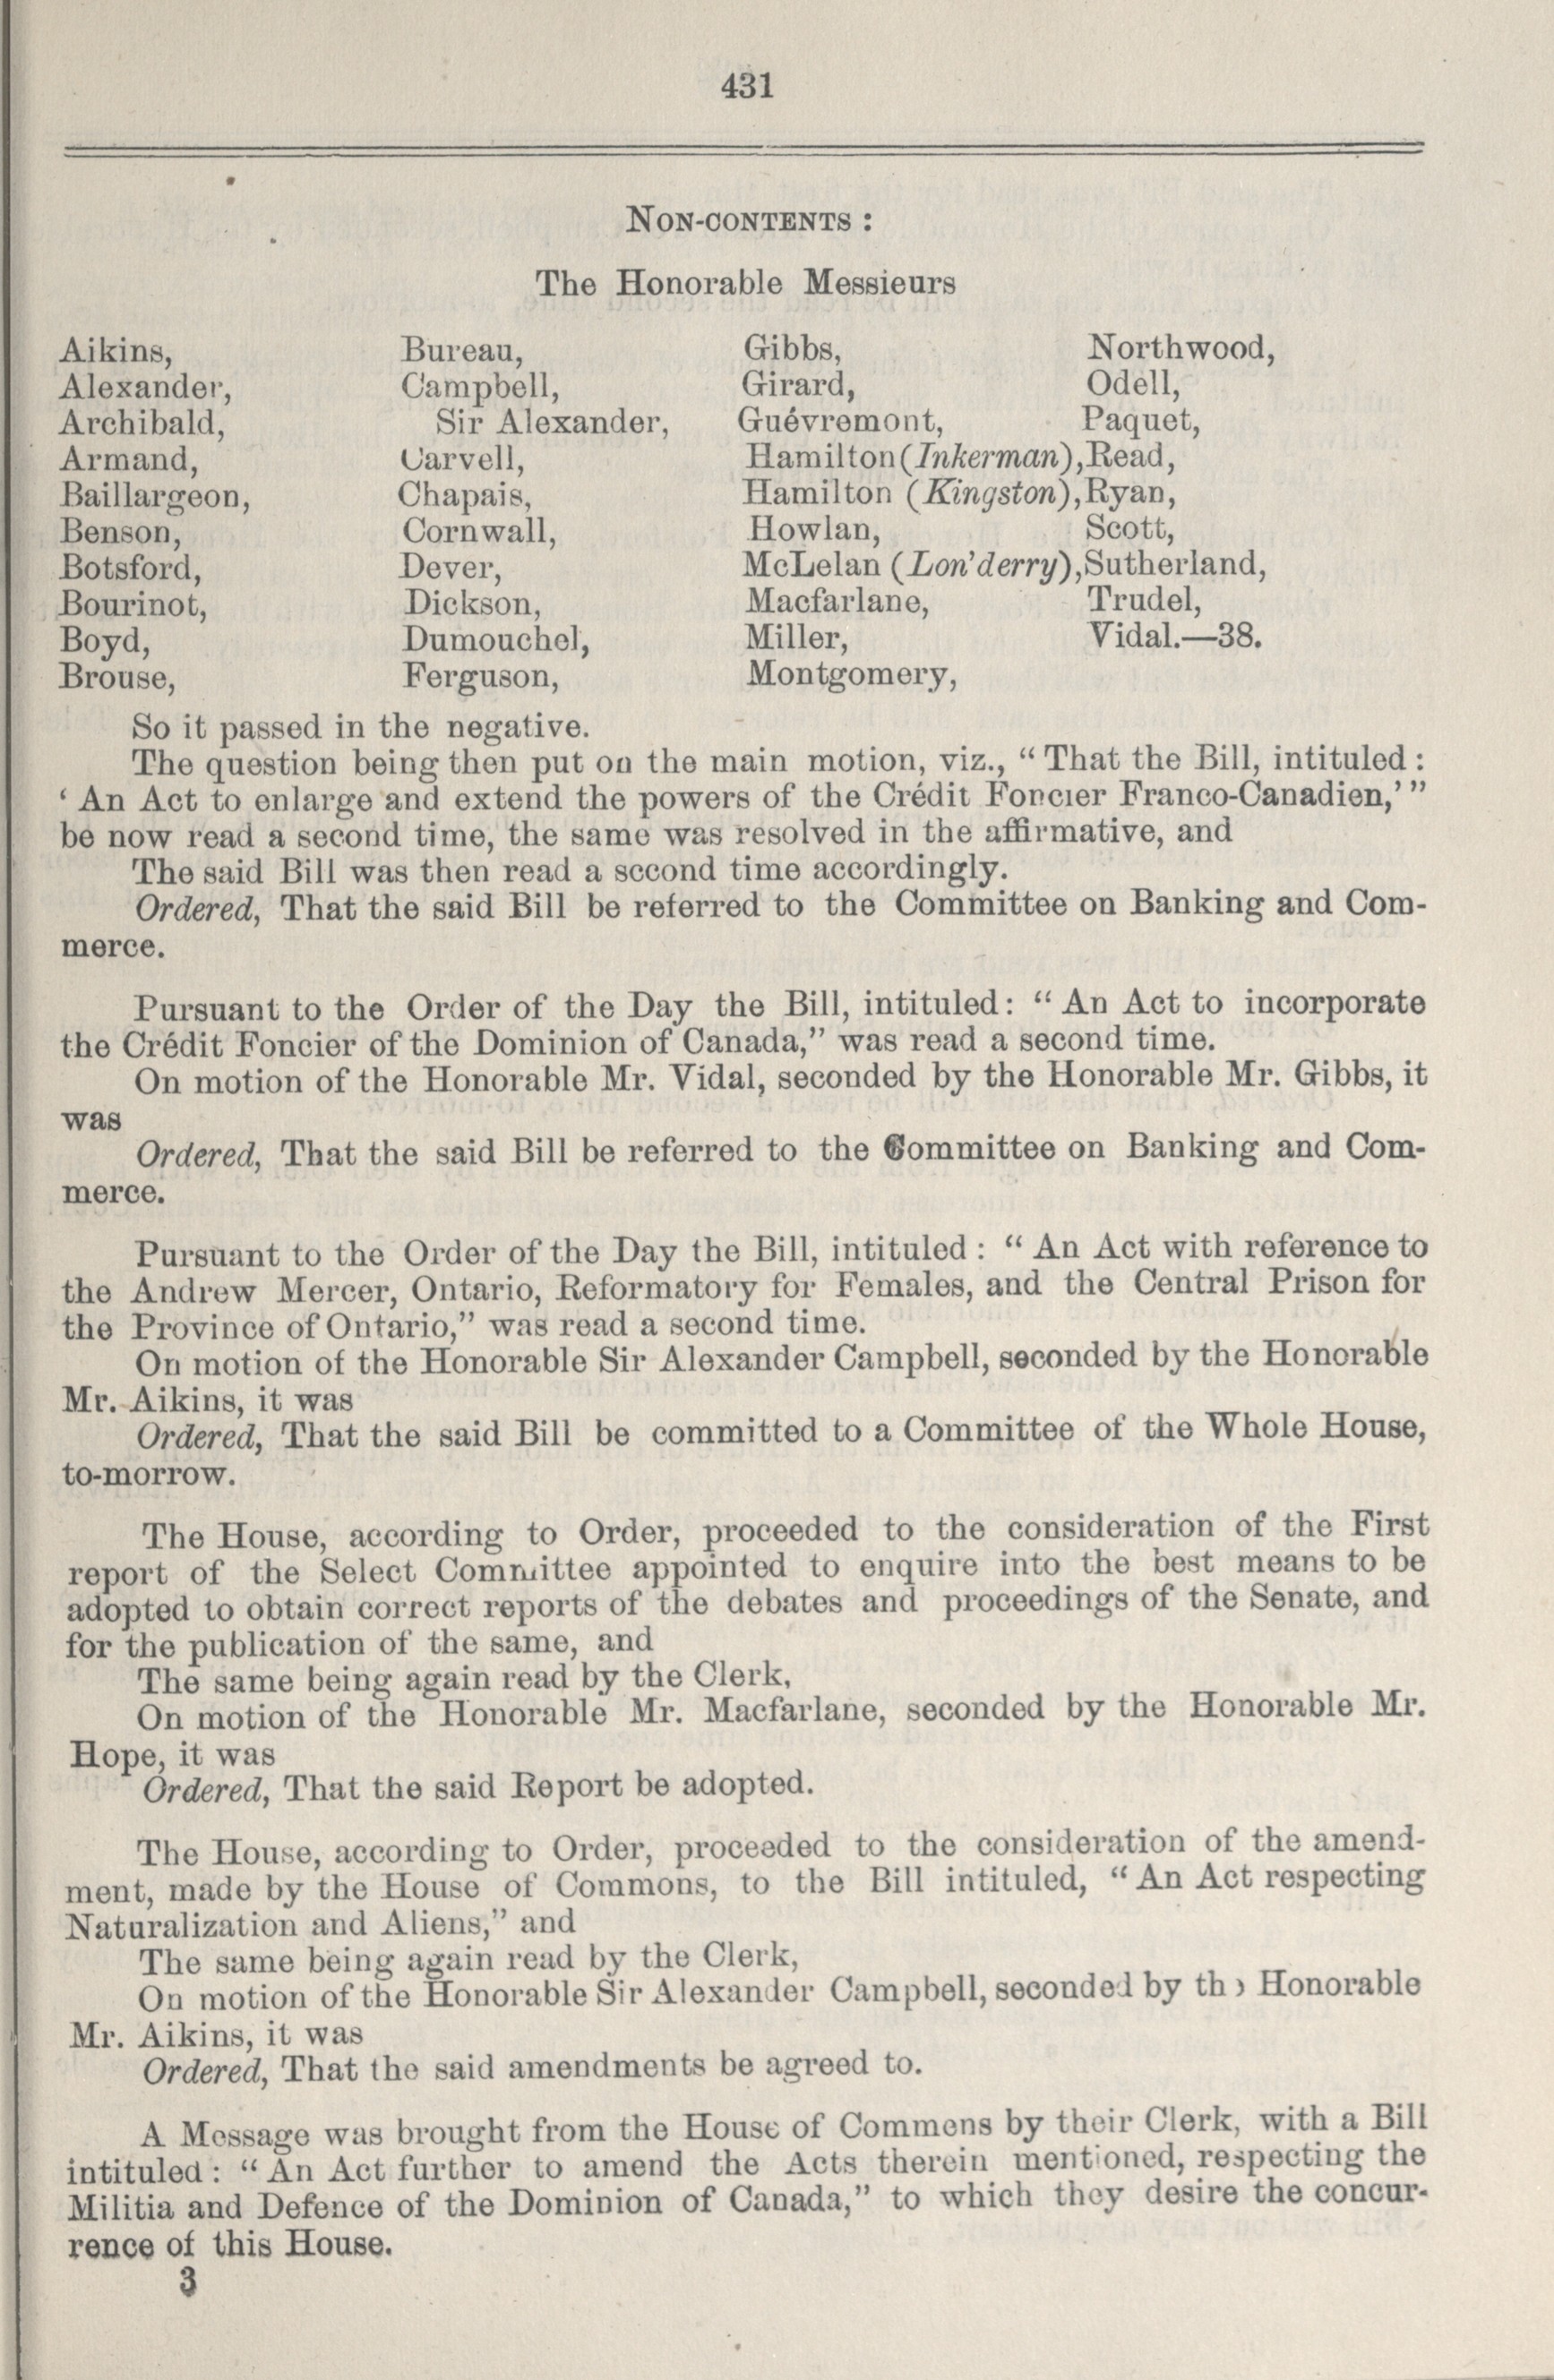 431
NON-CONTENTS :
The Honorable Messieurs
Aikins,
Alexander,
Archibald,
Armand,
Baillargeon,
Benson,
Botsford,
Bourinot,
Boyd,
Brouse,
Bureau,
Campbell,
Sir Alexander,
Carvell,
Chapais,
Cornwall,
Dever,
Dickson,
Dumouchel,
Ferguson,
Gibbs,
Girard,
Guévremont,
Hamilton (Inkerman),
Hamilton (Kingston),
Howlan,
McLelan (Lon'derry),
Macfarlane,
Miller,
Montgomery,
Northwood,
Odell,
Paquet,
Read,
Ryan,
Scott,
Sutherland,
Trudel,
Vidal.—38.
So it passed in the negative.
The question being then put on the main motion, viz., “ That the Bill, intituled :
‘ An Act to enlarge and extend the powers of the Crédit Foncier Franco-Canadien,’ ”
be now read a second time, the same was resolved in the affirmative, and
The said Bill was then read a second time accordingly.
Ordered, That the said Bill be referred to the Committee on Banking and Com-
merce.
Pursuant to the Order of the Day the Bill, intituled : “ An Act to incorporate
the Crédit Foncier of the Dominion of Canada,” was read a second time.
On motion of the Honorable Mr. Vidal, seconded by the Honorable Mr. Gibbs, it
was
Ordered, That the said Bill be referred to the Committee on Banking and Com-
merce.
Pursuant to the Order of the Day the Bill, intituled : “ An Act with reference to
the Andrew Mercer, Ontario, Reformatory for Females, and the Central Prison for
the Province of Ontario,” was read a second time.
On motion of the Honorable Sir Alexander Campbell, seconded by the Honorable
Mr. Aikins, it was
Ordered, That the said Bill be committed to a Committee of the Whole House,
to-morrow.
The House, according to Order, proceeded to the consideration of the First
report of the Select Committee appointed to enquire into the best means to be
adopted to obtain correct reports of the debates and proceedings of the Senate, and
for the publication of the same, and
The same being again read by the Clerk,
On motion of the Honorable Mr. Macfarlane, seconded by the Honorable Mr.
Hope, it was
Ordered, That the said Report be adopted.
The House, according to Order, proceeded to the consideration of the amend-
ment, made by the House of Commons, to the Bill intituled, “ An Act respecting
Naturalization and Aliens,” and
The same being again read by the Clerk,
On motion of the Honorable Sir Alexander Campbell, seconded by the Honorable
Mr. Aikins, it was
Ordered, That the said amendments be agreed to.
A Message was brought from the House of Commons by their Clerk, with a Bill
intituled : “ An Act further to amend the Acts therein mentioned, respecting the
Militia and Defence of the Dominion of Canada,” to which they desire the concur-
rence of this House.
3